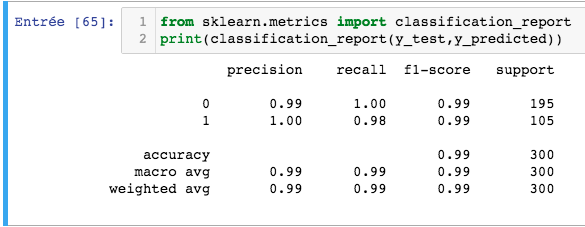 Entrée [65]: 1 from sklearn.metrics import classification_report
2 print(classification_report(y_test,y_predicted))
precision recall f1-score support
0 0.99 1.00 0.99 195
1 1.00 0.98 0.99 105
accuracy 0.99 300
macro avg 0.99 0.99 0.99 300
weighted avg 0.99 0.99 0.99 300